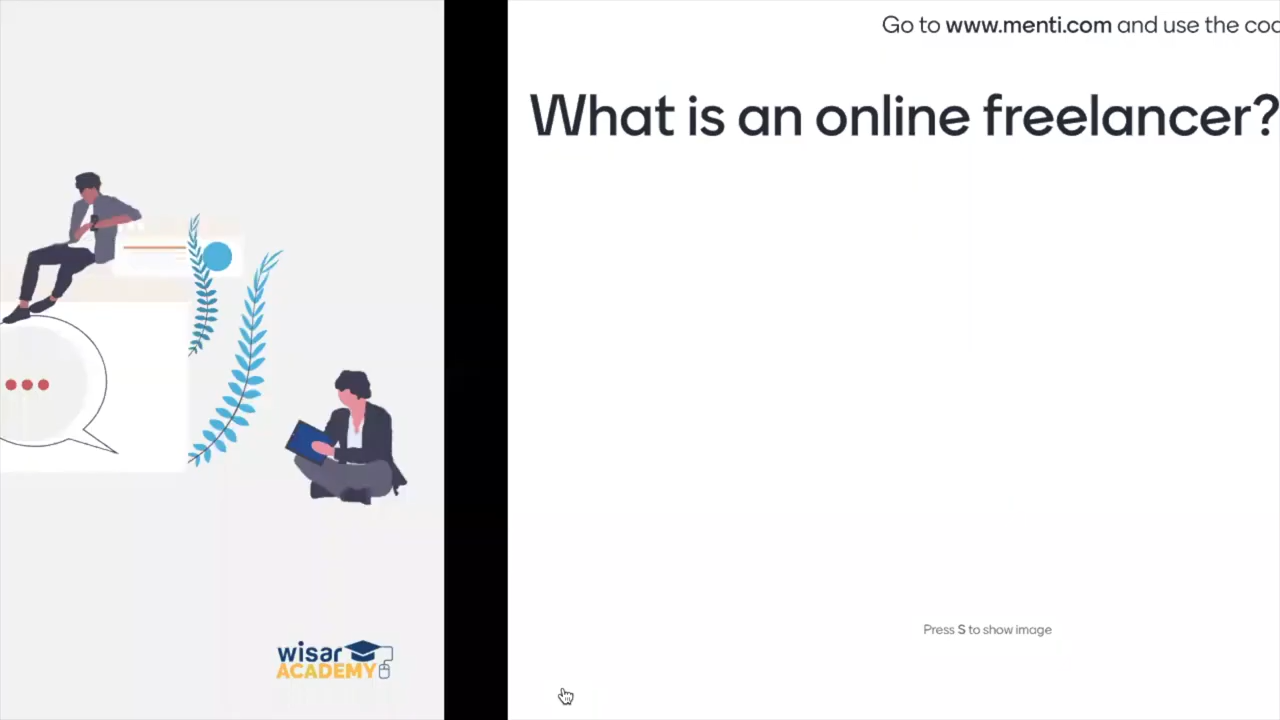 Go to www.menti.com and use the
What is an online freelancer?
Press S to show image
wisar
ACADEMY